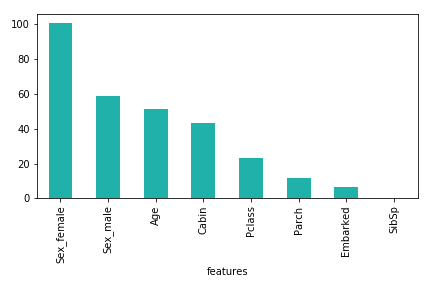 100
80
60
40
20
0
Sex_female
Sex_male
Age
Cabin
Pclass
Parch
Embarked
SibSp
features